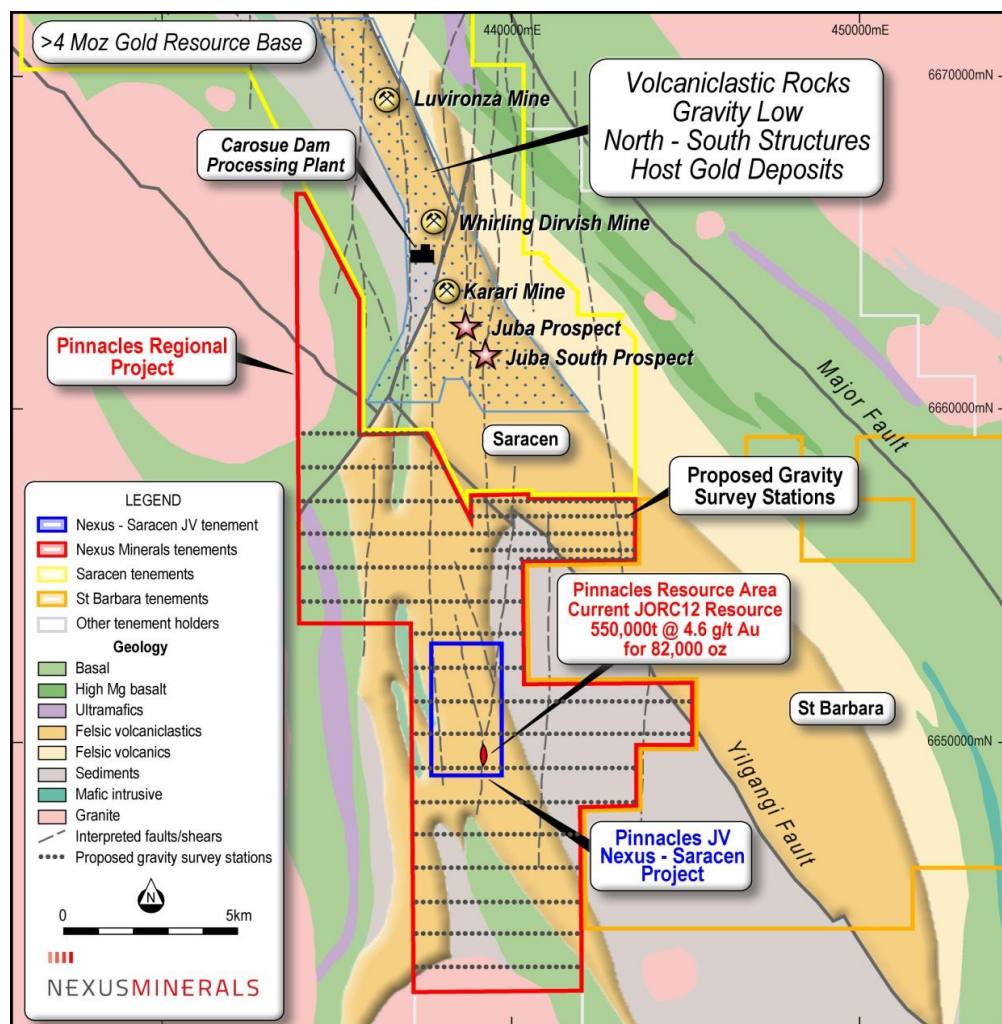 >4 Moz Gold Resource Base
440000mE
450000mE
6670000mN
Luvironza Mine
Volcaniclastic Rocks
Gravity Low
North - South Structures
Host Gold Deposits
Carosue Dam
Processing Plant
Whirling Dirvish Mine
Karari Mine
Juba Prospect
Juba South Prospect
Pinnacles Regional
Project
Major Fault
6660000mN
Saracen
Proposed Gravity
Survey Stations
LEGEND
Nexus - Saracen JV tenement
Nexus Minerals tenements
Saracen tenements
St Barbara tenements
Other tenement holders
Geology
Basal
High Mg basalt
Ultramafics
Felsic volcaniclastics
Felsic volcanics
Sediments
Mafic intrusive
Granite
Interpreted faults/shears
Proposed gravity survey stations
N
0
5km
NEXUSMINERALS
Pinnacles Resource Area
Current JORC12 Resource
550,000t @ 4.6 g/t Au
for 82,000 oz
St Barbara
6650000mN
Yilgangi Fault
Pinnacles JV
Nexus - Saracen
Project